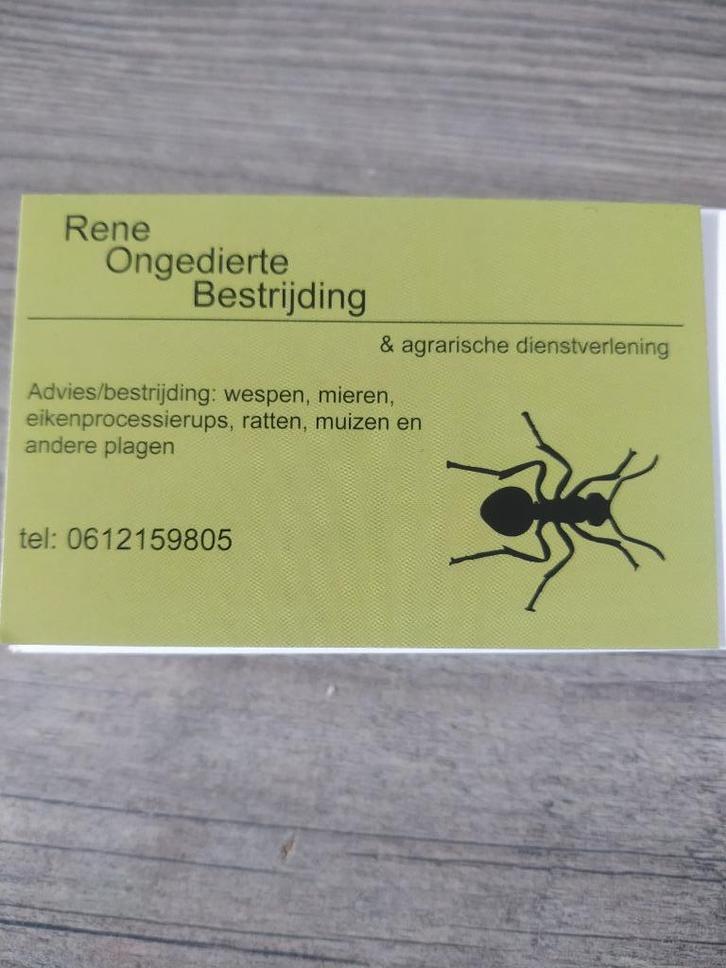 Rene
Ongedierte
Bestrijding
& agrarische dienstverlening
Advies/bestrijding: wespen, mieren,
eikenprocessierups, ratten, muizen en
andere plagen
tel: 0612159805